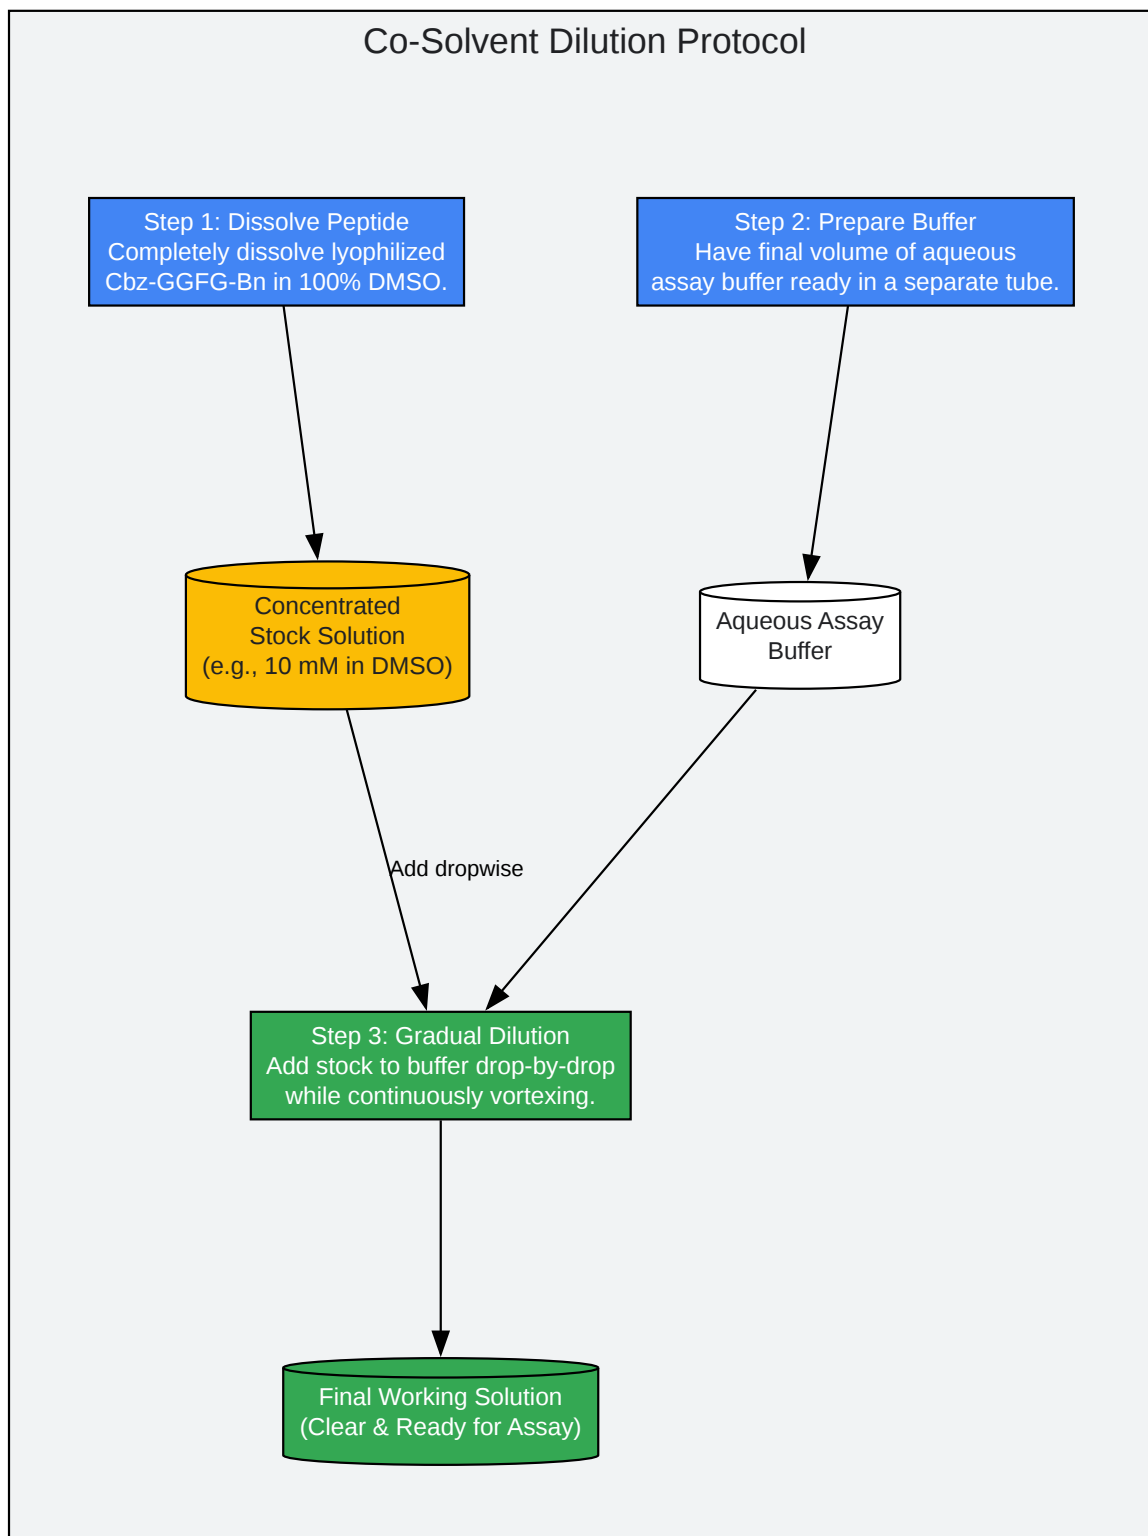 Co-Solvent Dilution Protocol
Step 1: Dissolve Peptide
Completely dissolve lyophilized
Cbz-GGFG-Bn in 100% DMSO.
Step 2: Prepare Buffer
Have final volume of aqueous
assay buffer ready in a separate tube.
Concentrated
Stock Solution
(e.g., 10 mM in DMSO)
Aqueous Assay
Buffer
Add dropwise
Step 3: Gradual Dilution
Add stock to buffer drop-by-drop
while continuously vortexing.
Final Working Solution
(Clear & Ready for Assay)